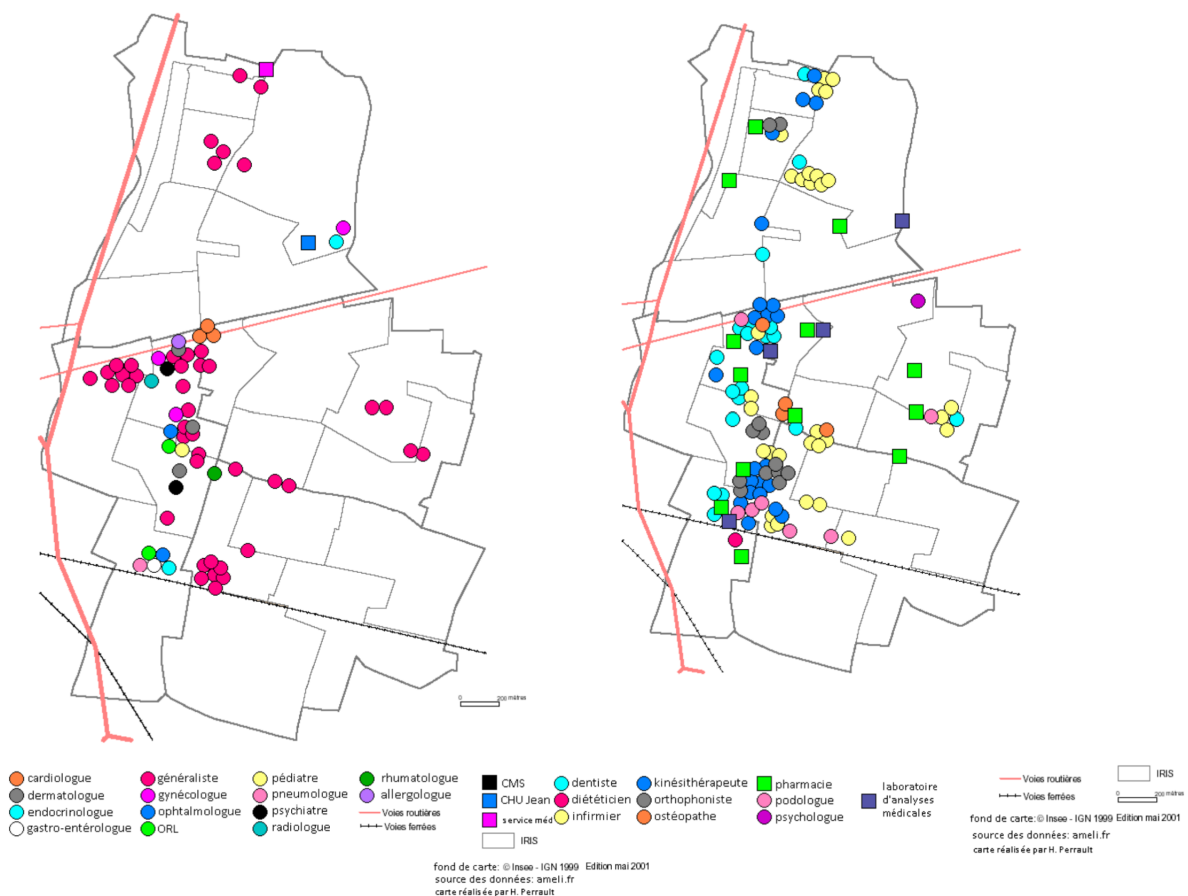 0 200 mètres
cardiologue
dermatologue
endocrinologue
gastro-entérologue
généraliste
gynécologue
ophtalmologue
ORL
pédiatre
pneumologue
psychiatre
radiologue
rhumatologue
allergologue
Voies routières
Voies ferrées
CMS
CHU Jean
service méd
IRIS
dentiste
diététicien
infirmier
kinésithérapeute
orthophoniste
ostéopathe
pharmacie
podologue
psychologue
laboratoire
d'analyses
médicales
Voies routières
Voies ferrées
IRIS
0 200 mètres
fond de carte: © Insee - IGN 1999 Edition mai 2001
source des données: ameli.fr
carte réalisée par H. Perrault
fond de carte: © Insee - IGN 1999 Edition mai 2001
source des données: ameli.fr
carte réalisée par H. Perrault